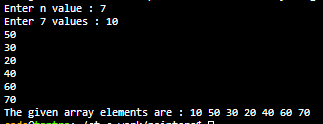 Enter n value : 7
Enter 7 values : 10
50
30
20
40
60
70
The given array elements are : 10 50 30 20 40 60 70